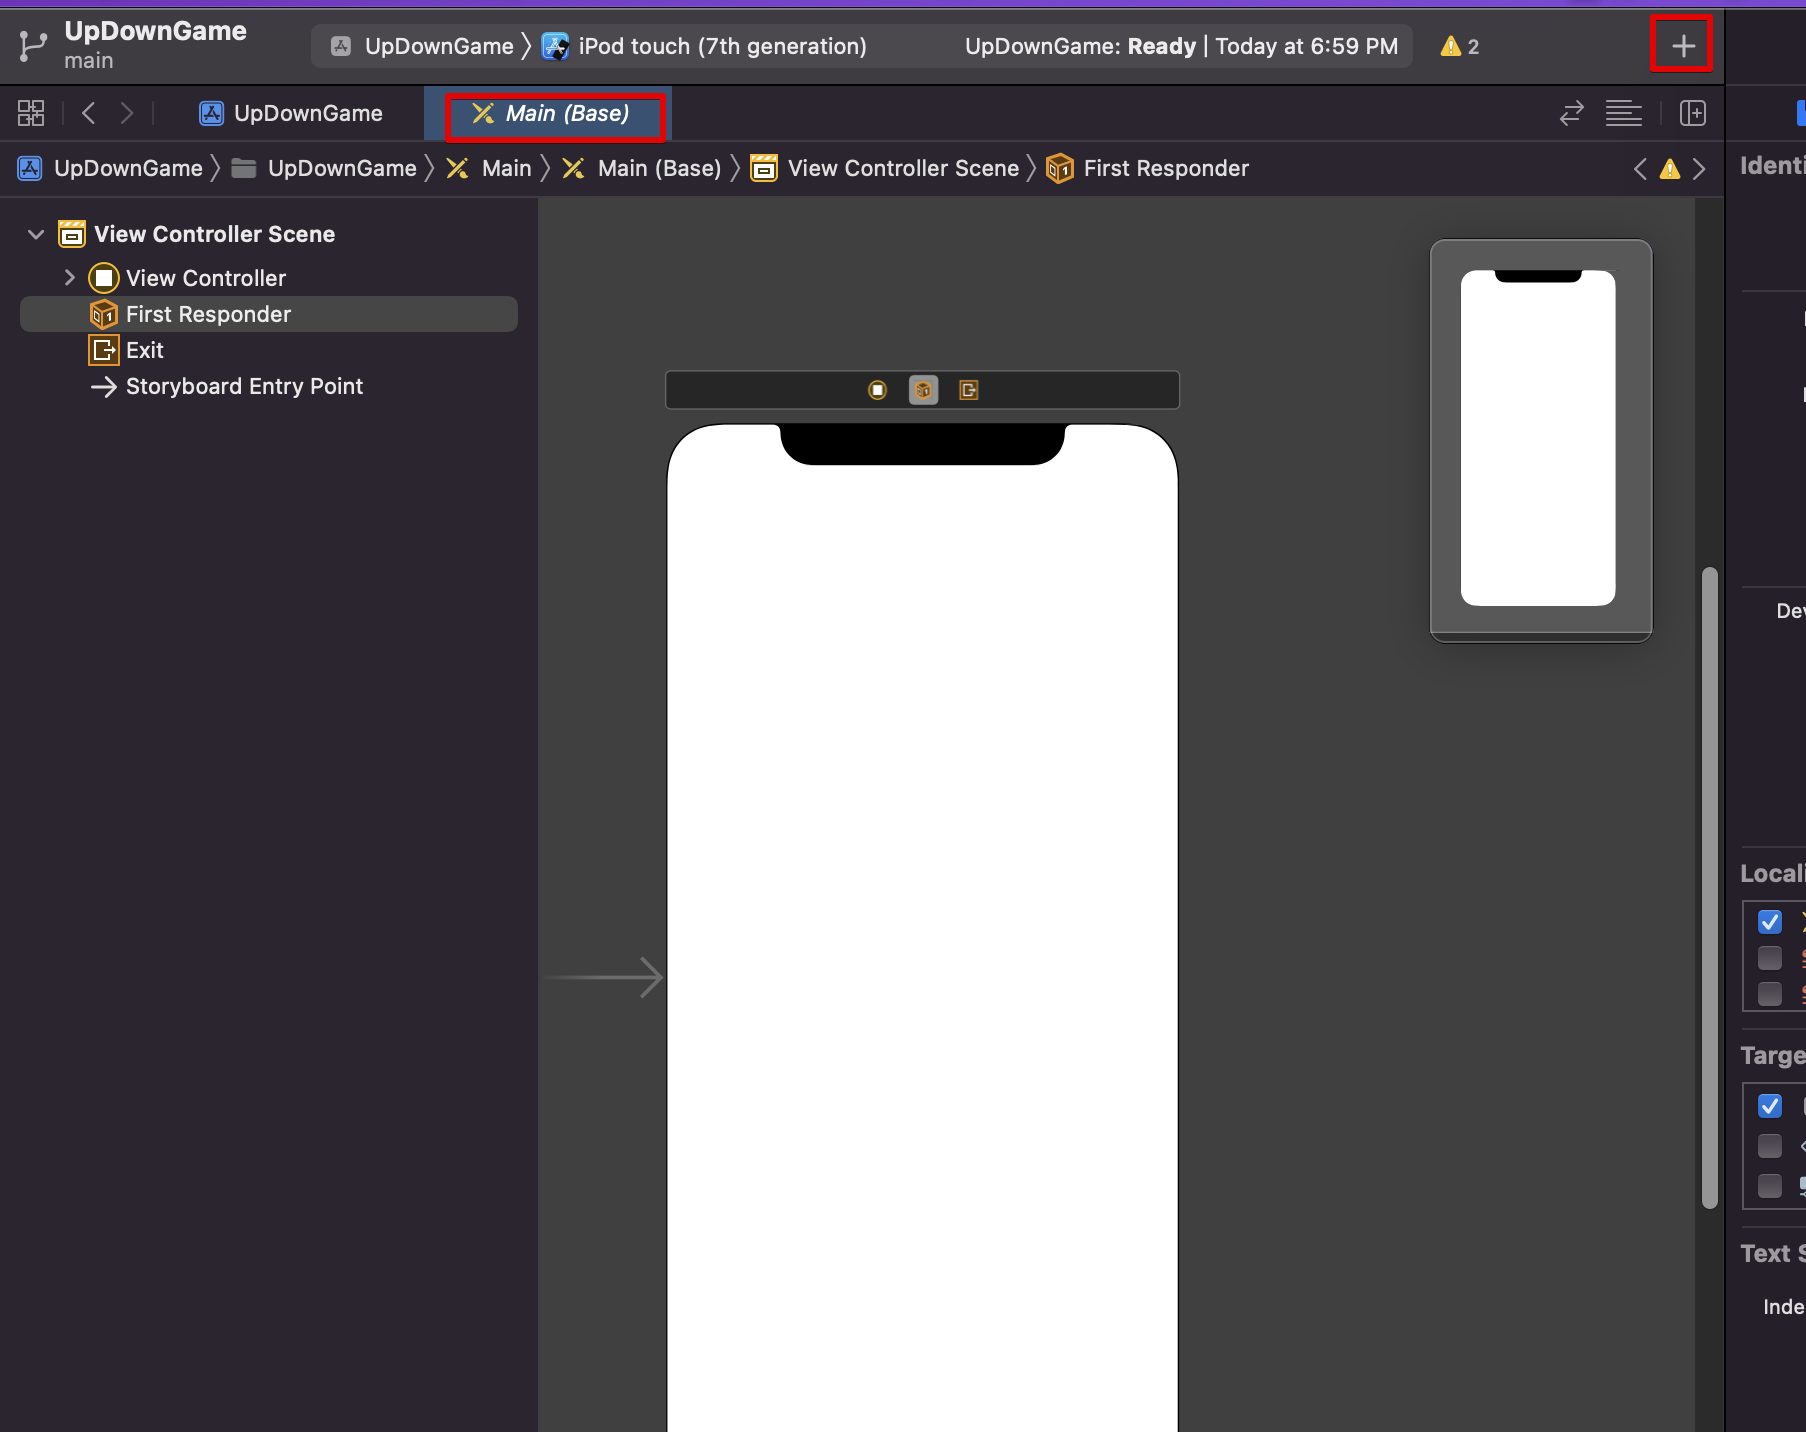 UpDownGame
main
UpDownGame 〉 iPod touch (7th generation) UpDownGame: Ready | Today at 6:59 PM 2
UpDownGame Main (Base)
UpDownGame 〉 UpDownGame 〉 Main 〉 Main (Base) 〉 View Controller Scene 〉 First Responder
Identi
View Controller Scene
View Controller
First Responder
Exit
Storyboard Entry Point
Dev
Locali
Targe
Text S
Inde